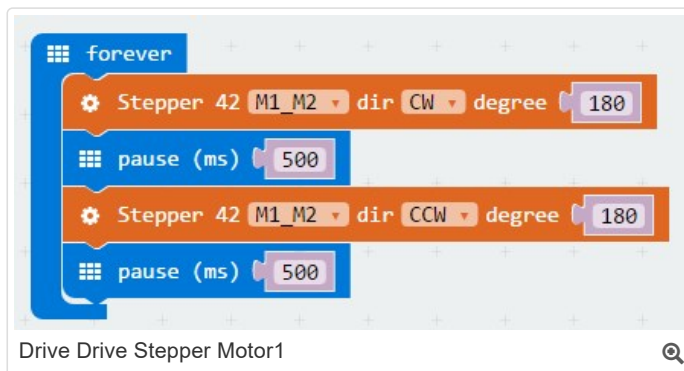 forever
Stepper 42 M1_M2 dir CW degree 180
pause (ms) 500
Stepper 42 M1_M2 dir CCW degree 180
pause (ms) 500
Drive Drive Stepper Motor1